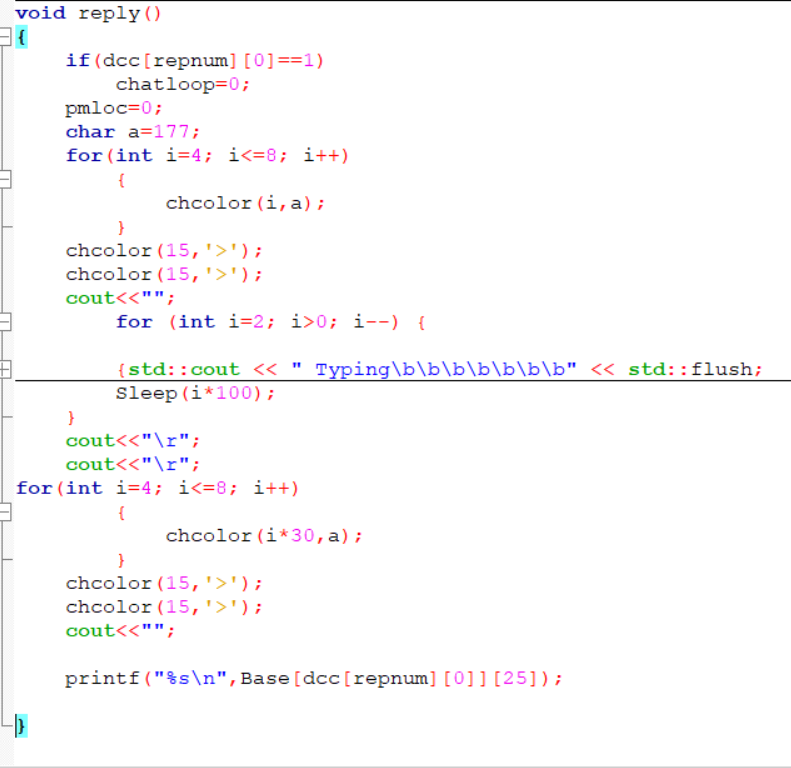 void reply()
{
    if(dcc[repnum][0]==1)
        chatloop=0;
    pmloc=0;
    char a=177;
    for(int i=4; i<=8; i++)
        {
            chcolor(i,a);
        }
    chcolor(15,'>');
    chcolor(15,'>');
    cout<<"";
        for (int i=2; i>0; i--) {
        {std::cout << " Typing\b\b\b\b\b\b\b" << std::flush;
        Sleep(i*100);
    }
    cout<<"\r";
    cout<<"\r";
for(int i=4; i<=8; i++)
        {
            chcolor(i*30,a);
        }
    chcolor(15,'>');
    chcolor(15,'>');
    cout<<"";
    printf("%s\n",Base[dcc[repnum][0]][25]);
}